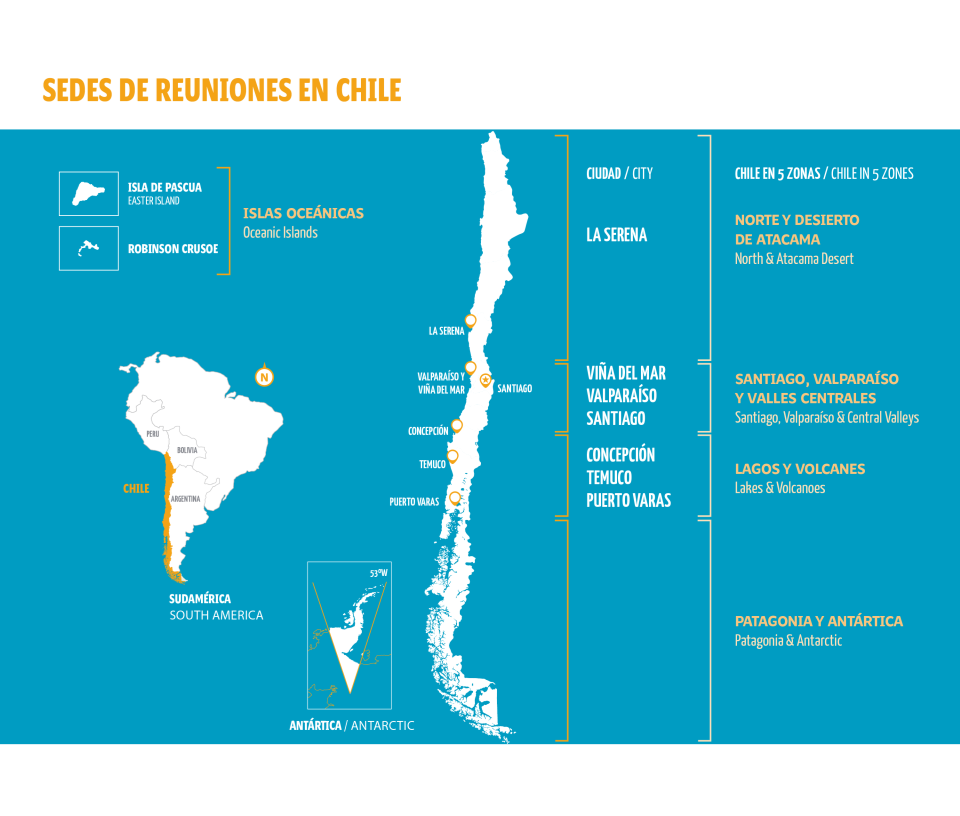 SEDES DE REUNIONES EN CHILE
ISLA DE PASCUA
EASTER ISLAND
ROBINSON CRUSOE
ISLAS OCEÁNICAS
Oceanic Islands
N
PERU
BOLIVIA
CHILE
ARGENTINA
SUDAMÉRICA
SOUTH AMERICA
53ºW
ANTÁRTICA / ANTARCTIC
LA SERENA
VALPARAÍSO Y
VIÑA DEL MAR
SANTIAGO
CONCEPCIÓN
TEMUCO
PUERTO VARAS
CIUDAD / CITY
LA SERENA
VIÑA DEL MAR
VALPARAÍSO
SANTIAGO
CONCEPCIÓN
TEMUCO
PUERTO VARAS
CHILE EN 5 ZONAS / CHILE IN 5 ZONES
NORTE Y DESIERTO
DE ATACAMA
North & Atacama Desert
SANTIAGO, VALPARAÍSO
Y VALLES CENTRALES
Santiago, Valparaíso & Central Valleys
LAGOS Y VOLCANES
Lakes & Volcanoes
PATAGONIA Y ANTÁRTICA
Patagonia & Antarctic